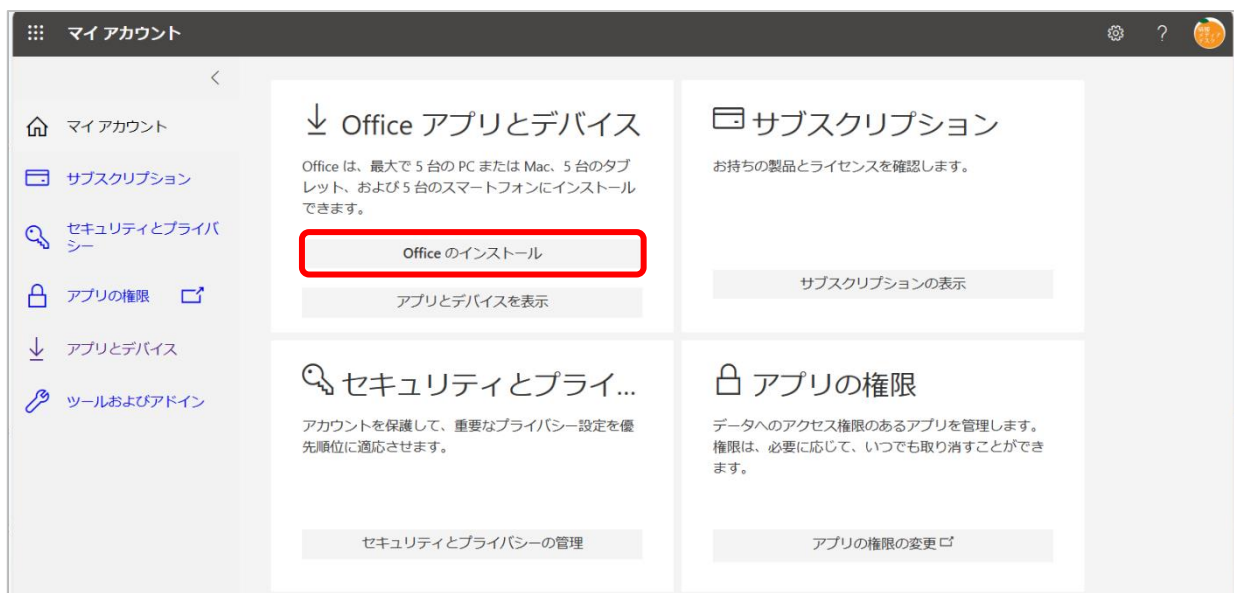 マイ アカウント
?
マイ アカウント
サブスクリプション
セキュリティとプライバ
シー
アプリの権限
アプリとデバイス
ツールおよびアドイン
Office アプリとデバイス
Office は、最大で 5 台の PC または Mac、5 台のタブ
レット、および 5 台のスマートフォンにインストール
できます。
Office のインストール
アプリとデバイスを表示
サブスクリプション
お持ちの製品とライセンスを確認します。
サブスクリプションの表示
セキュリティとプライ...
アカウントを保護して、重要なプライバシー設定を優
先順位に適応させます。
セキュリティとプライバシーの管理
アプリの権限
データへのアクセス権限のあるアプリを管理します。
権限は、必要に応じて、いつでも取り消すことができ
ます。
アプリの権限の変更